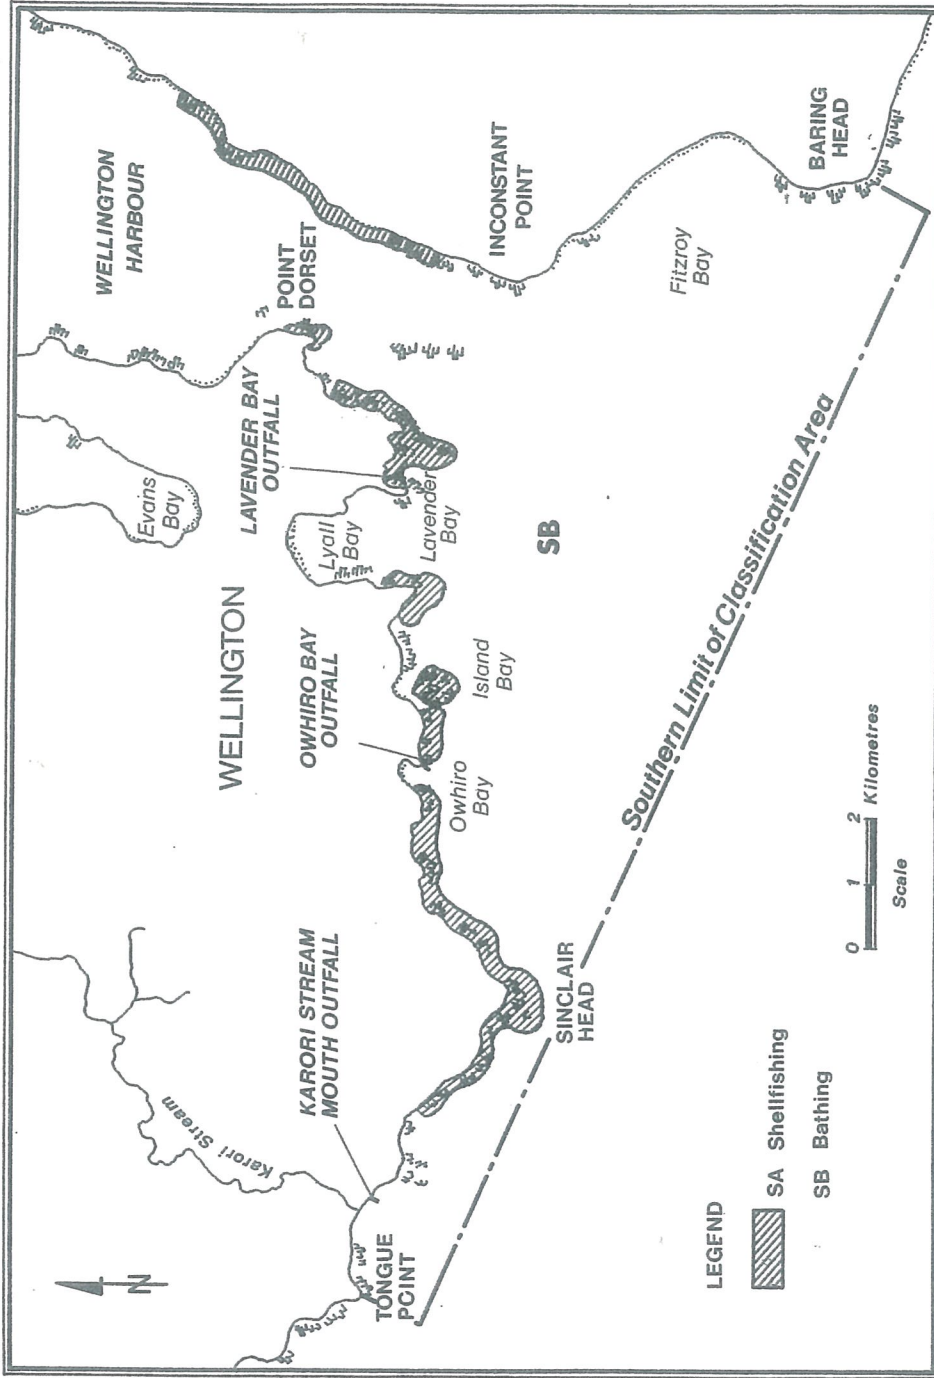 WELLINGTON
HARBOUR
POINT
DORSET
INCONSTANT
POINT
BARING
HEAD
Fitzroy
Bay
LAVENDER BAY
OUTFALL
Evans
Bay
Lyall
Bay
Lavender
Bay
SB
WELLINGTON
OWHIRO BAY
OUTFALL
Island
Bay
Owhiro
Bay
Southern Limit of Classification Area
KARORI STREAM
MOUTH OUTFALL
Karori Stream
SINCLAIR
HEAD
TONGUE
POINT
N
0 1 2 Kilometres
Scale
LEGEND
SA Shellfishing
SB Bathing